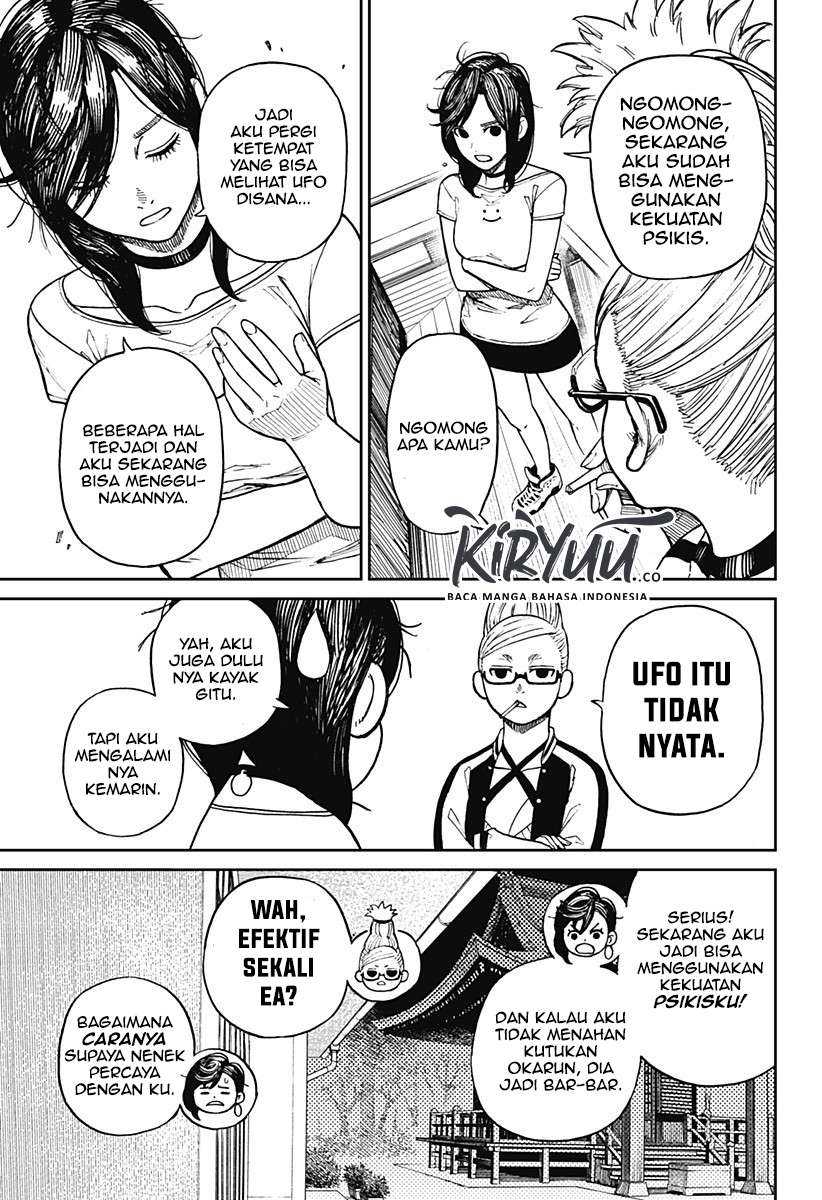 NGOMONG-
NGOMONG,
SEKARANG
AKU SUDAH
BISA MENG-
GUNAKAN
KEKUATAN
PSIKIS.
NGOMONG
APA KAMU?
JADI
AKU PERGI
KETEMPAT
YANG BISA
MELIHAT UFO
DISANA...
BEBERAPA HAL
TERJADI DAN
AKU SEKARANG
BISA MENGGU-
NAKANNYA.
KIRYUU.CO
BACA MANGA BAHASA INDONESIA
UFO ITU
TIDAK
NYATA.
YAH, AKU
JUGA DULU
NYA KAYAK
GITU.
TAPI AKU
MENGALAMI
NYA
KEMARIN.
SERIUS!
SEKARANG AKU
JADI BISA
MENGGUNAKAN
KEKUATAN
PSIKISKU!
DAN KALAU AKU
TIDAK MENAHAN
KUTUKAN
OKARUN, DIA
JADI BAR-BAR.
WAH,
EFEKTIF
SEKALI
EA?
BAGAIMANA
CARANYA
SUPAYA NENEK
PERCAYA
DENGAN KU.